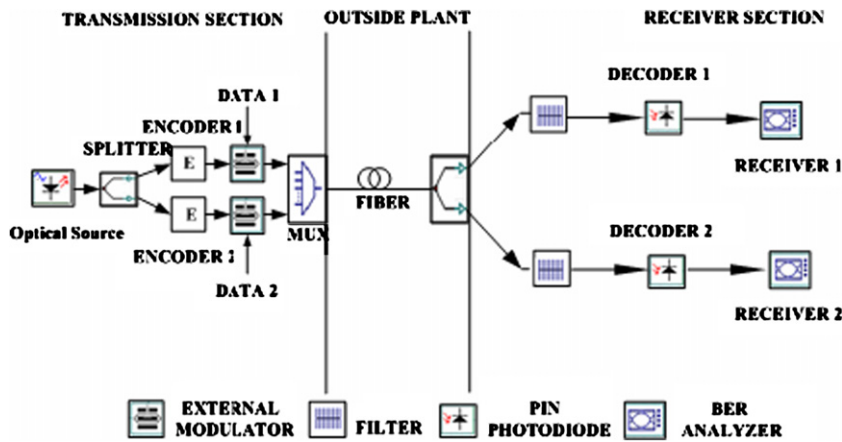 TRANSMISSION SECTION
OUTSIDE PLANT
RECEIVER SECTION
DATA 1
ENCODER 1
SPLITTER
E
E
Optical Source
ENCODER 2
DATA 2
MUX
FIBER
DECODER 1
RECEIVER 1
DECODER 2
RECEIVER 2
EXTERNAL
MODULATOR
FILTER
PIN
PHOTODIODE
BER
ANALYZER